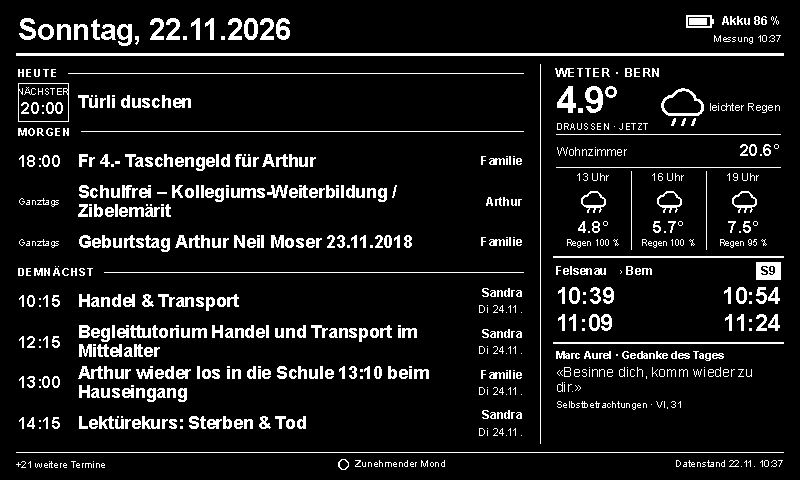 Sonntag, 22.11.2026
Akku 86 %
Messung 10:37
HEUTE
NÄCHSTER
20:00 Türli duschen
MORGEN
18:00 Fr 4.- Taschengeld für Arthur Familie
Ganztags Schulfrei – Kollegiums-Weiterbildung /
Zibelemärit Arthur
Ganztags Geburtstag Arthur Neil Moser 23.11.2018 Familie
DEMNÄCHST
10:15 Handel & Transport Sandra
Di 24.11.
12:15 Begleittutorium Handel und Transport im
Mittelalter Sandra
Di 24.11.
13:00 Arthur wieder los in die Schule 13:10 beim
Hauseingang Familie
Di 24.11.
14:15 Lektürekurs: Sterben & Tod Sandra
Di 24.11.
WETTER · BERN
4.9°
leichter Regen
DRAUSSEN · JETZT
Wohnzimmer 20.6°
13 Uhr 16 Uhr 19 Uhr
4.8° 5.7° 7.5°
Regen 100 % Regen 100 % Regen 95 %
Felsenau → Bern S9
10:39 10:54
11:09 11:24
Marc Aurel · Gedanke des Tages
«Besinne dich, komm wieder zu
dir.»
Selbstbetrachtungen · VI, 31
+21 weitere Termine
Zunehmender Mond
Datenstand 22.11. 10:37